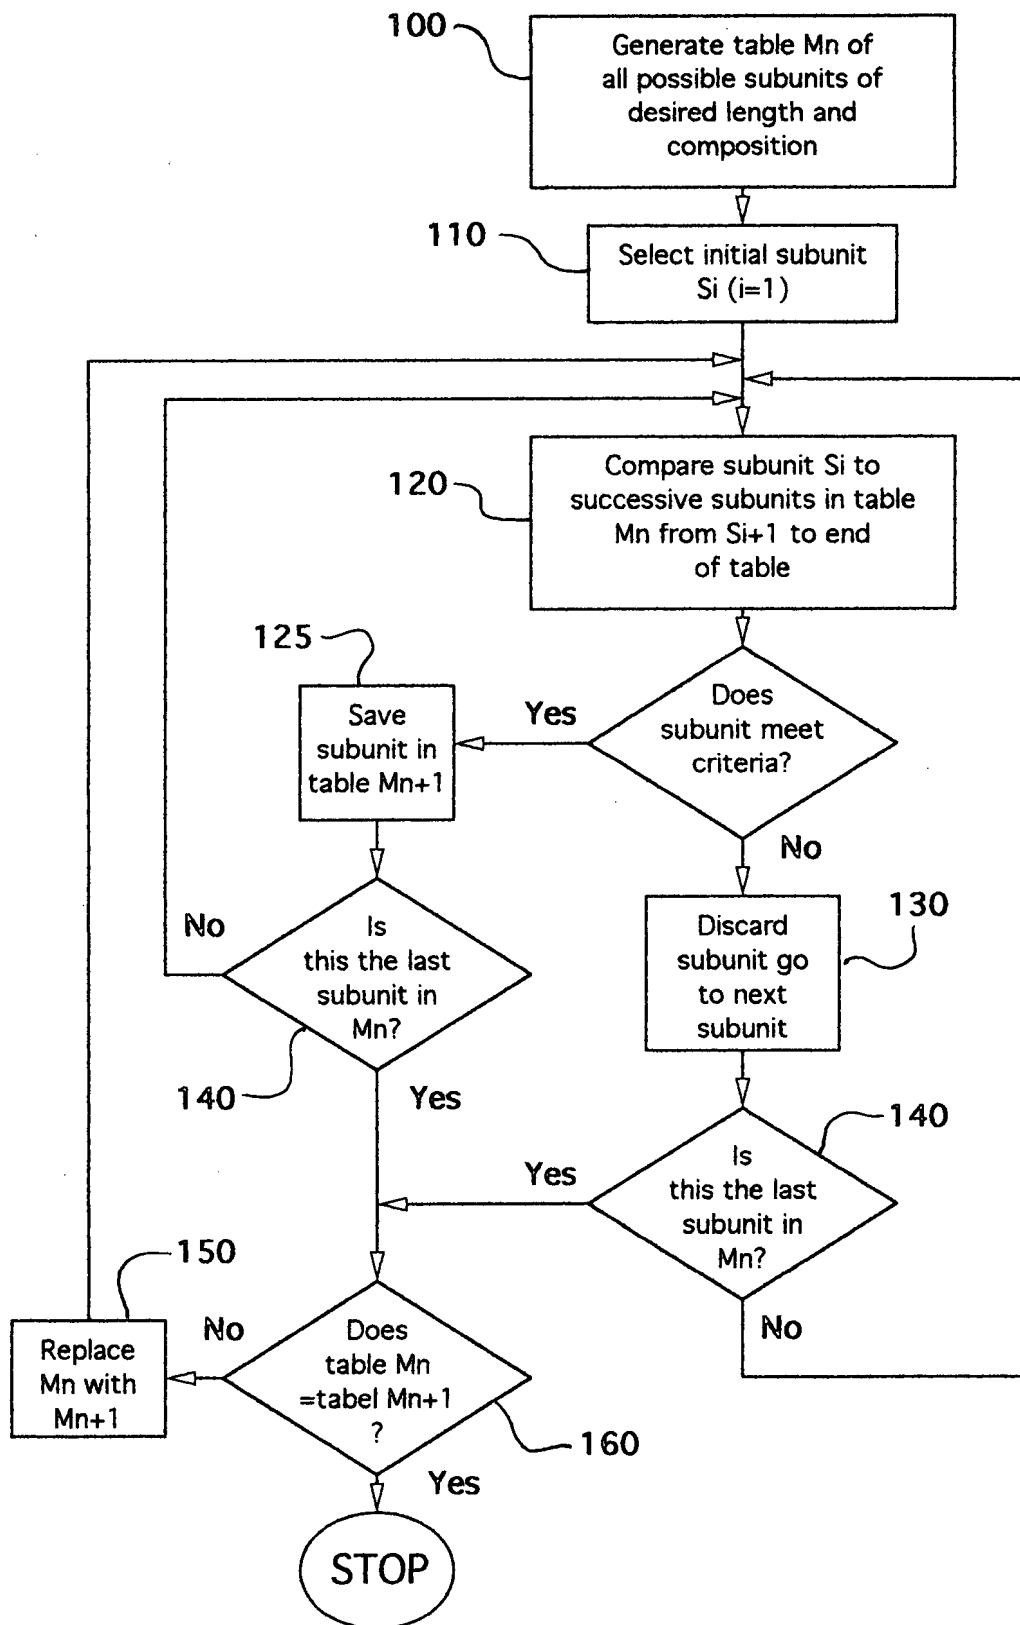 100
Generate table Mn of
all possible subunits of
desired length and
composition
110
Select initial subunit
Si (i=1)
120
Compare subunit Si to
successive subunits in table
Mn from Si+1 to end
of table
125
Save
subunit in
table Mn+1
Yes
Does
subunit meet
criteria?
No
No
Is
this the last
subunit in
Mn?
140
Yes
130
Discard
subunit go
to next
subunit
140
Yes
Is
this the last
subunit in
Mn?
No
150
Replace
Mn with
Mn+1
No
Does
table Mn
=tabel Mn+1
?
160
Yes
STOP